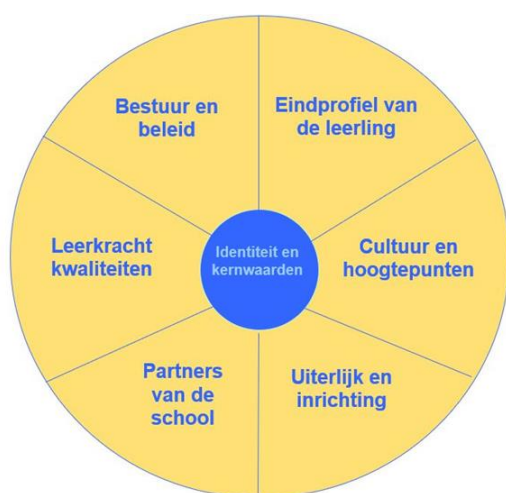 Bestuur en
beleid
Eindprofiel van
de leerling
Leerkracht
kwaliteiten
Identiteit en
kernwaarden
Cultuur en
hoogtepunten
Partners
van de
school
Uiterlijk en
inrichting